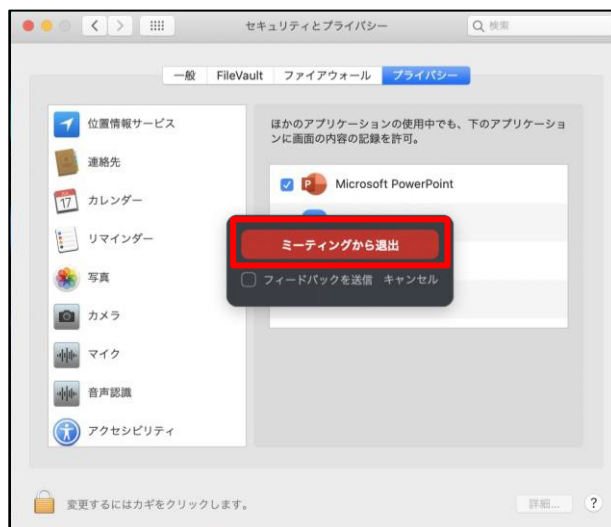 セキュリティとプライバシー
検索
一般 FileVault ファイアウォール プライバシー
位置情報サービス
連絡先
カレンダー
リマインダー
写真
カメラ
マイク
音声認識
アクセシビリティ
ほかのアプリケーションの使用中でも、下のアプリケーショ
ンに画面の内容の記録を許可。
Microsoft PowerPoint
ミーティングから退出
フィードバックを送信 キャンセル
変更するにはカギをクリックします。
詳細...
?